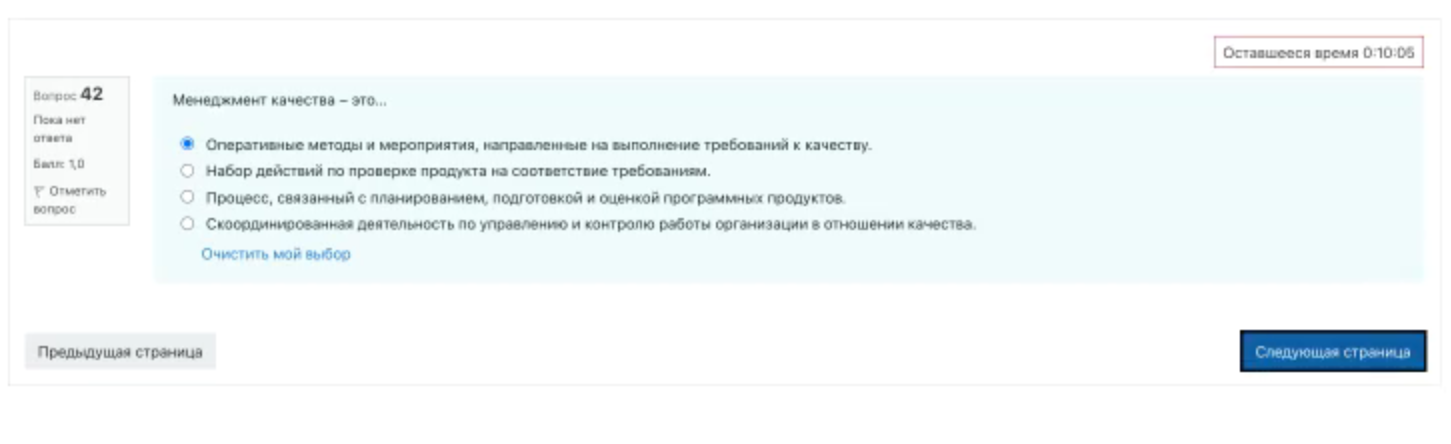 Оставшееся время 0:10:05
Вопрос 42
Пока нет
ответа
Балл: 1,0
Отметить
вопрос
Менеджмент качества – это...
Оперативные методы и мероприятия, направленные на выполнение требований к качеству.
Набор действий по проверке продукта на соответствие требованиям.
Процесс, связанный с планированием, подготовкой и оценкой программных продуктов.
Скоординированная деятельность по управлению и контролю работы организации в отношении качества.
Очистить мой выбор
Предыдущая страница
Следующая страница